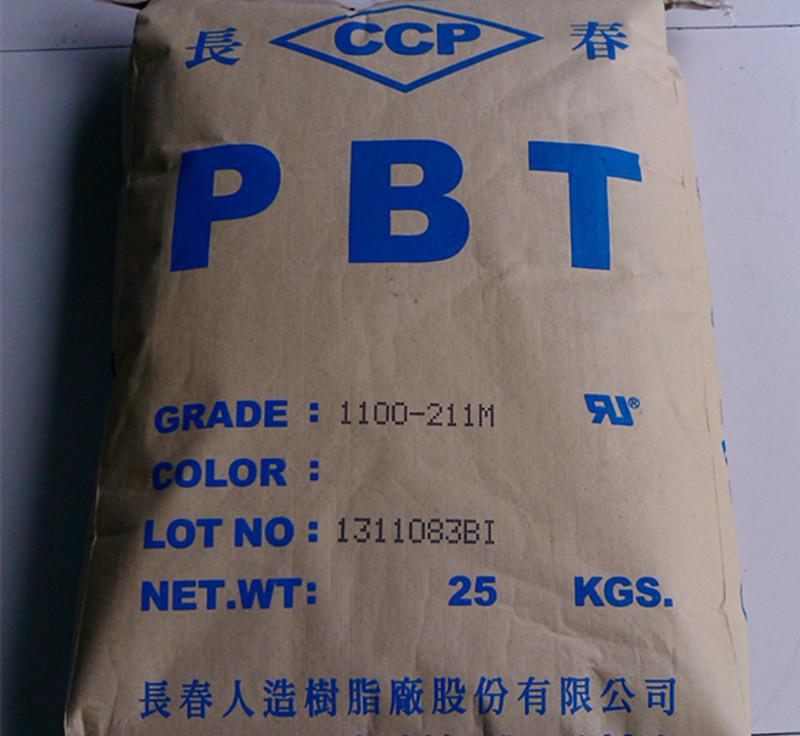 長 CCP 春
PBT
GRADE : 1100-211M RU®
COLOR :
LOT NO : 1311083BI
NET.WT: 25 KGS.
長春人造樹脂廠股份有限公司